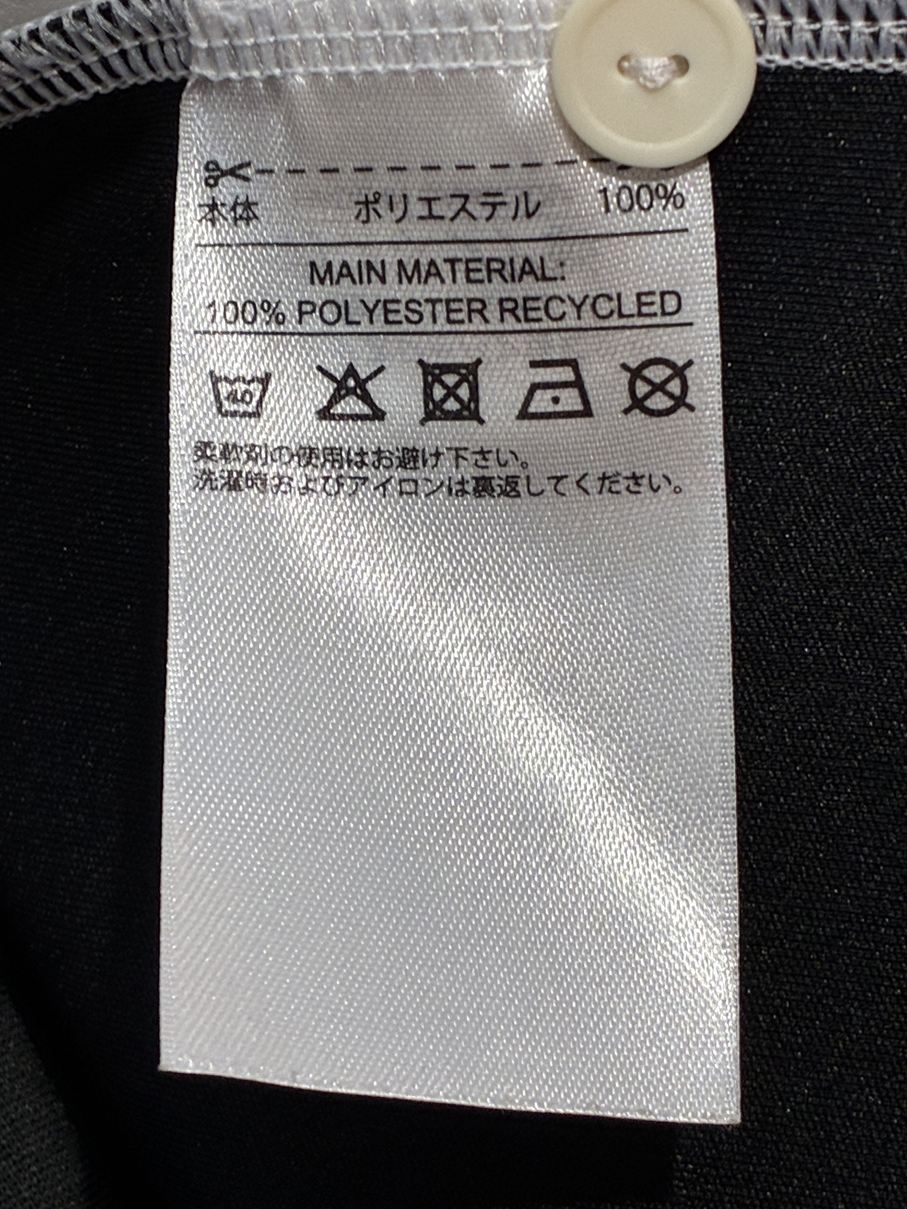 本体 ポリエステル 100%
MAIN MATERIAL:
100% POLYESTER RECYCLED
40
柔軟剤の使用はお避け下さい。
洗濯時およびアイロンは裏返してください。